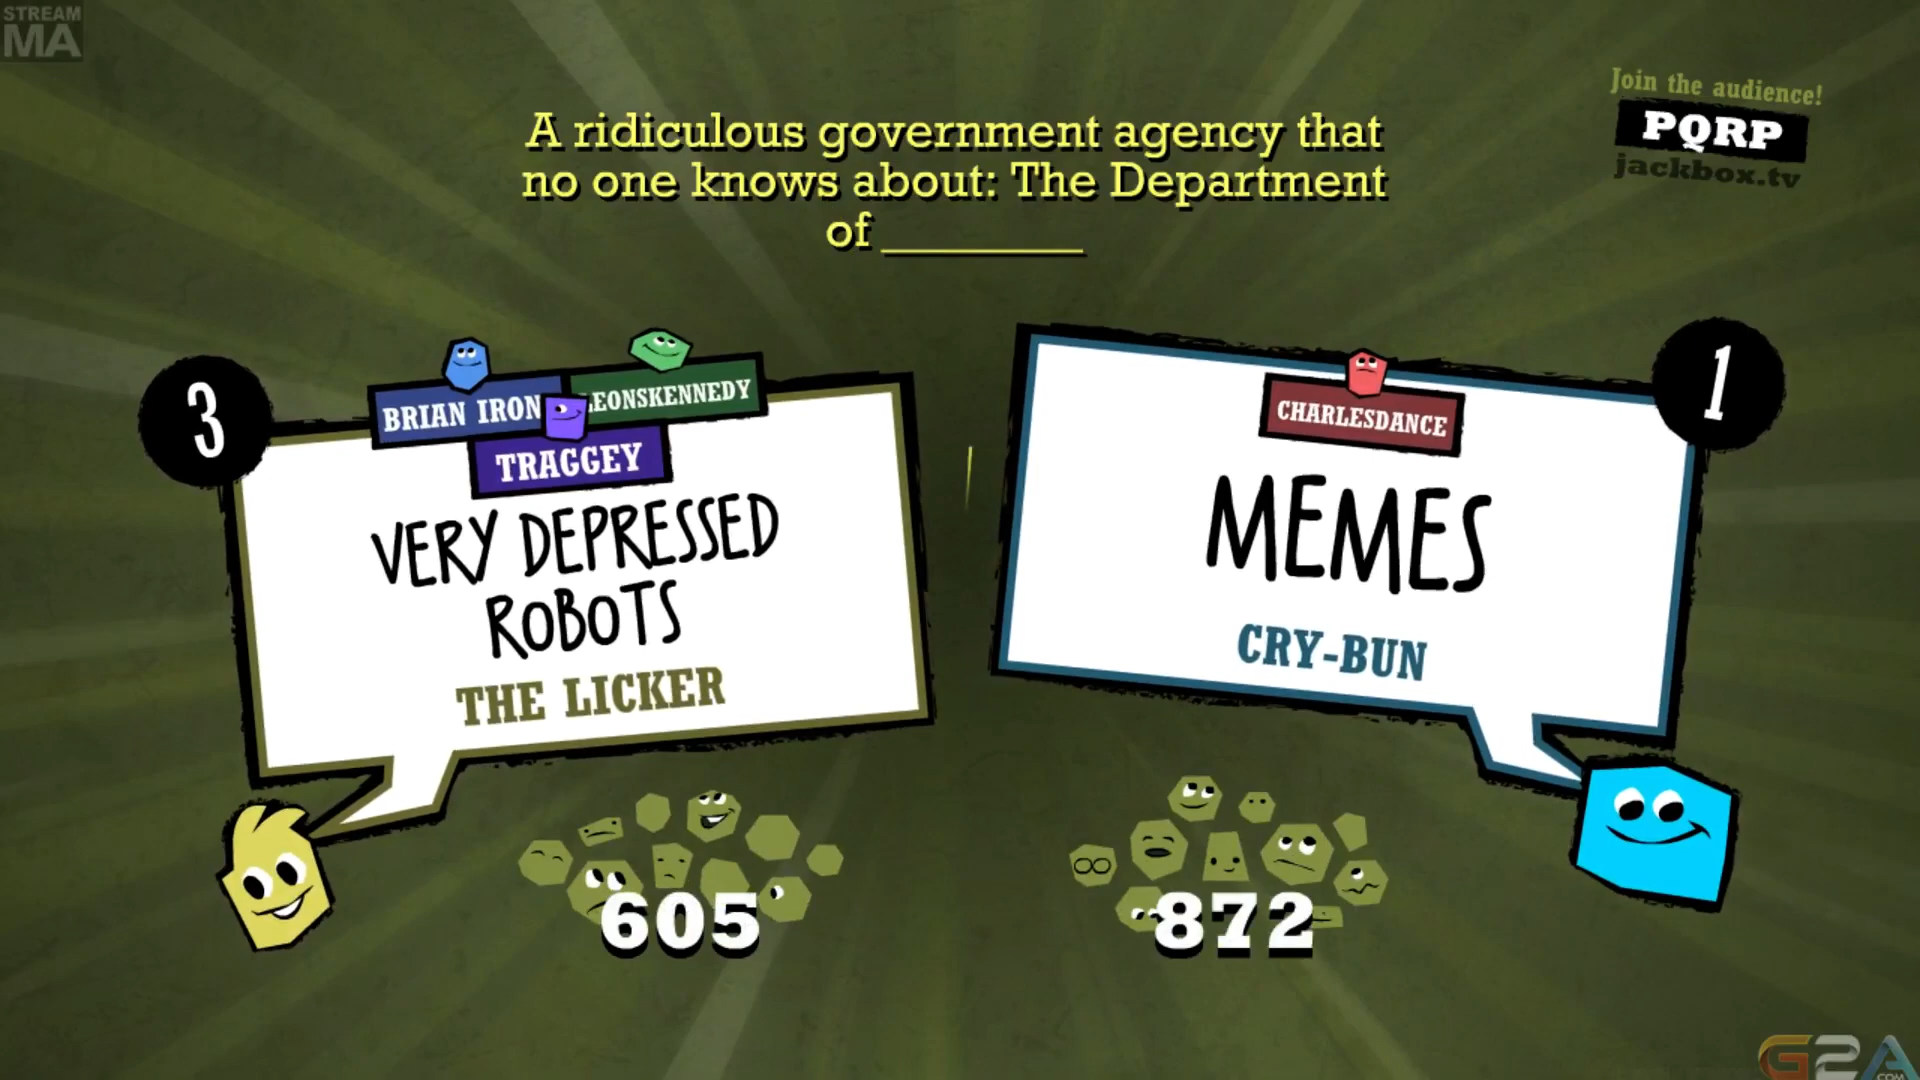 STREAM
MA
Join the audience!
PQRP
jackbox.tv
A ridiculous government agency that
no one knows about: The Department
of ________
3
BRIAN IRON
LEONSKENNEDY
TRAGGEY
VERY DEPRESSED
ROBOTS
THE LICKER
1
CHARLESDANCE
MEMES
CRY-BUN
605
872
G2A
.COM